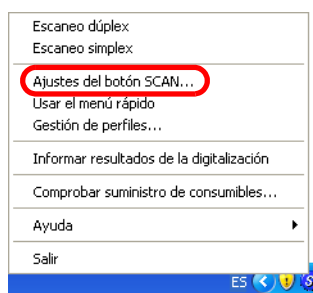 Escaneo dúplex
Escaneo simplex
Ajustes del botón SCAN...
Usar el menú rápido
Gestión de perfiles...
Informar resultados de la digitalización
Comprobar suministro de consumibles...
Ayuda
Salir
ES